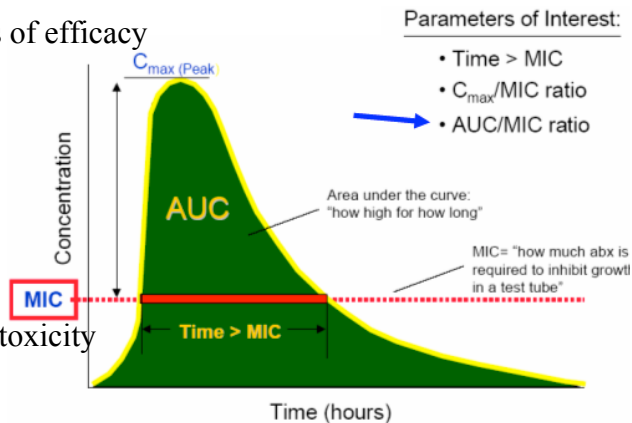 s of efficacy
Parameters of Interest:
• Time > MIC
• Cmax/MIC ratio
• AUC/MIC ratio
Cmax (Peak)
Concentration
AUC
Area under the curve:
"how high for how long"
MIC= "how much abx is
required to inhibit growth
in a test tube"
MIC
Time > MIC
toxicity
Time (hours)